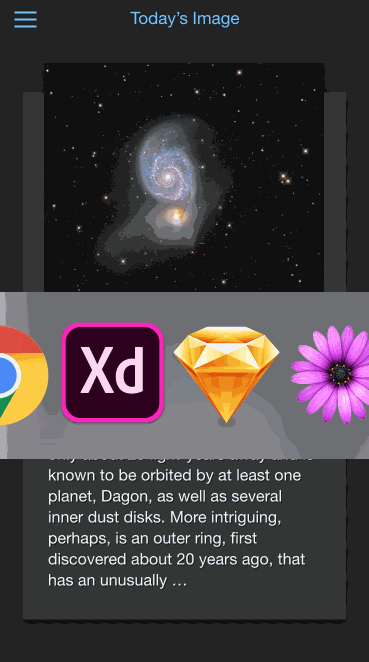 Today’s Image
Xd
known to be orbited by at least one
planet, Dagon, as well as several
inner dust disks. More intriguing,
perhaps, is an outer ring, first
discovered about 20 years ago, that
has an unusually …